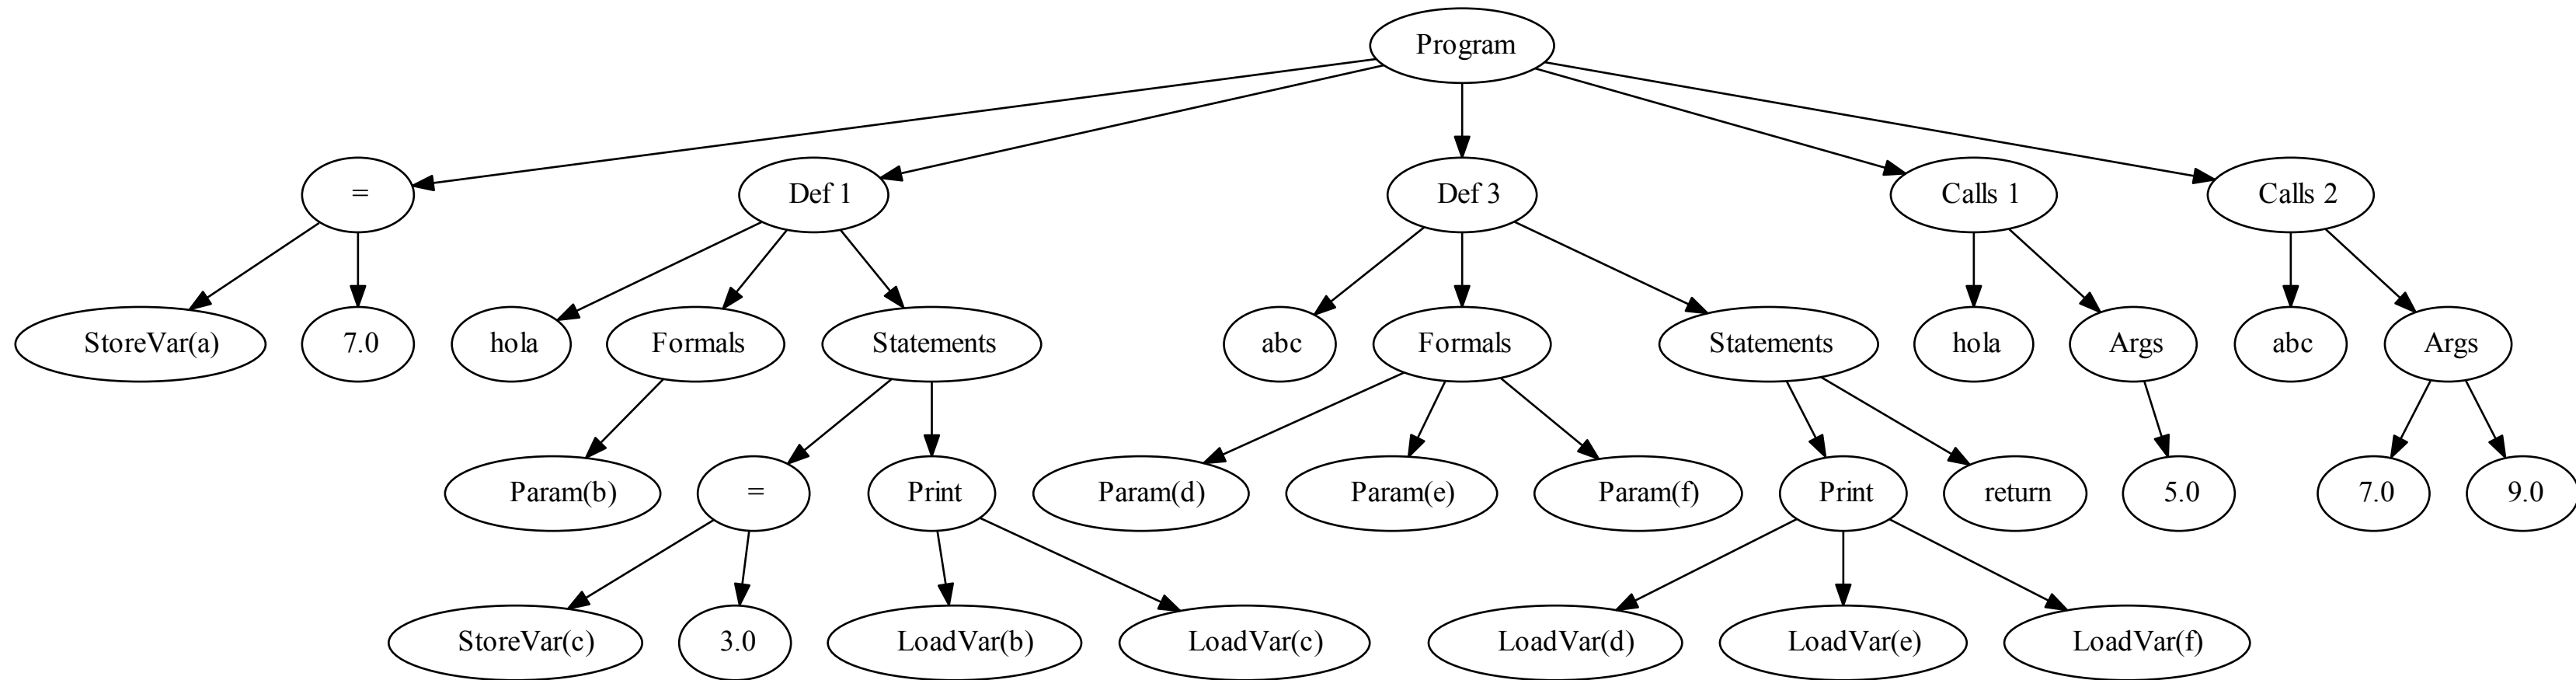 Program
=
Def 1
Def 3
Calls 1
Calls 2
StoreVar(a)
7.0
hola
Formals
Statements
abc
Formals
Statements
hola
Args
abc
Args
Param(b)
=
Print
Param(d)
Param(e)
Param(f)
Print
return
5.0
7.0
9.0
StoreVar(c)
3.0
LoadVar(b)
LoadVar(c)
LoadVar(d)
LoadVar(e)
LoadVar(f)